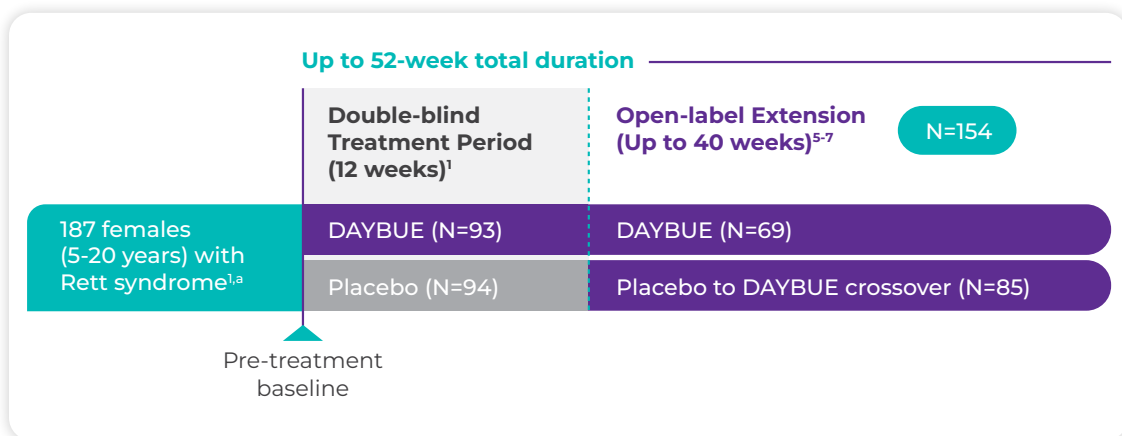 Up to 52-week total duration
Double-blind
Treatment Period
(12 weeks)¹
Open-label Extension
(Up to 40 weeks)⁵⁻⁷
N=154
187 females
(5-20 years) with
Rett syndrome¹,ᵃ
DAYBUE (N=93)
DAYBUE (N=69)
Placebo (N=94)
Placebo to DAYBUE crossover (N=85)
Pre-treatment
baseline